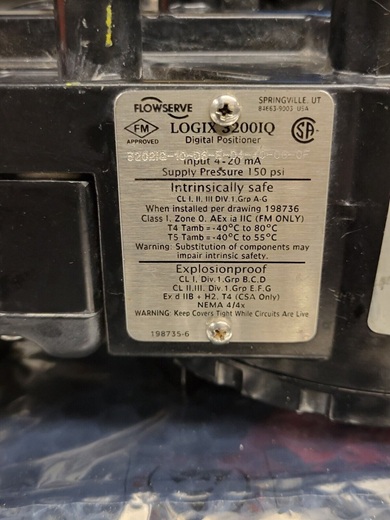 FLOWSERVE
SPRINGVILLE, UT
84663-9003 USA
FM
APPROVED
LOGIX 3200IQ
Digital Positioner
SA
Input 4-20 mA
Supply Pressure 150 psi
Intrinsically safe
CL I, II, III DIV 1,Grp A-G
When installed per drawing 198736
Class 1, Zone 0, AEx ia IIC (FM ONLY)
T4 Tamb=-40°C to 80°C
T5 Tamb=-40°C to 55°C
Warning: Substitution of components may
impair intrinsic safety.
Explosionproof
CL I, Div.1,Grp B,C,D
CL II,III, Div.1,Grp E,F,G
Ex d IIB + H2, T4 (CSA Only)
NEMA 4/4x
WARNING: Keep Covers Tight While Circuits Are Live
198735-6